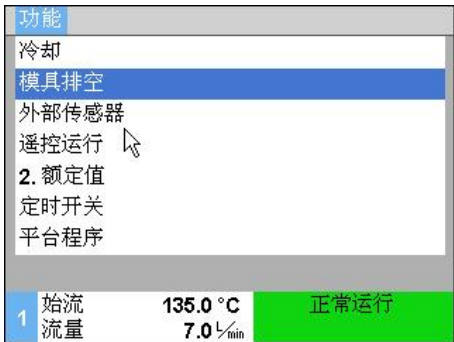 功能
冷却
模具排空
外部传感器
遥控运行
2. 额定值
定时开关
平台程序
1 始流 135.0 °C 正常运行
流量 7.0 L/min